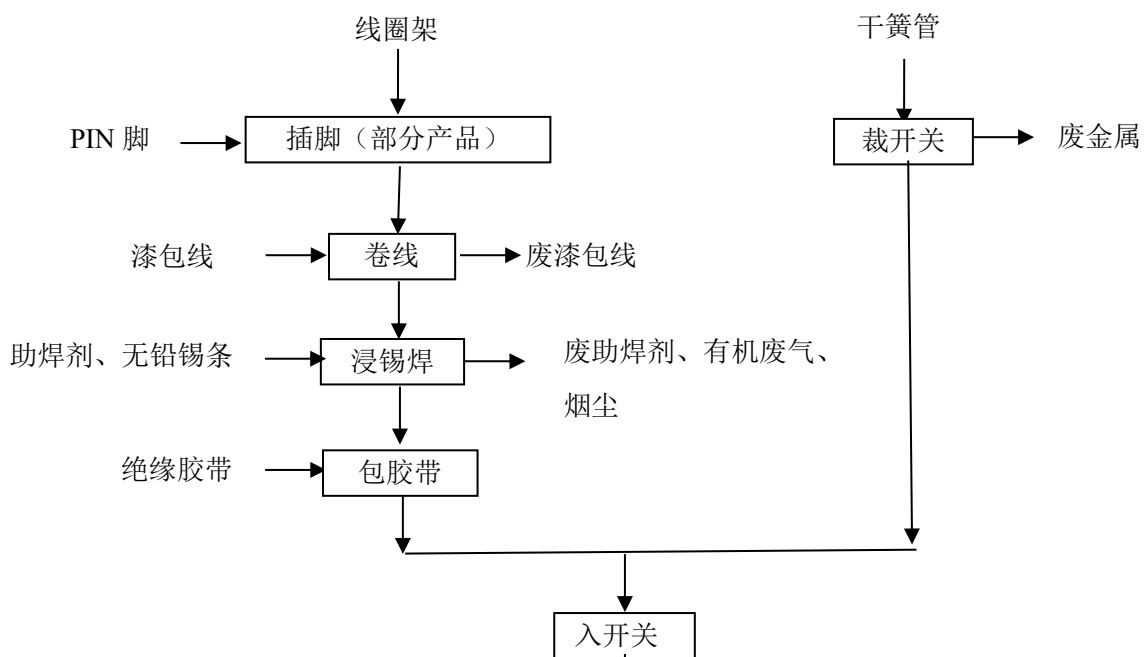 线圈架
干簧管
PIN 脚
插脚（部分产品）
裁开关
废金属
漆包线
卷线
废漆包线
助焊剂、无铅锡条
浸锡焊
废助焊剂、有机废气、
烟尘
绝缘胶带
包胶带
入开关